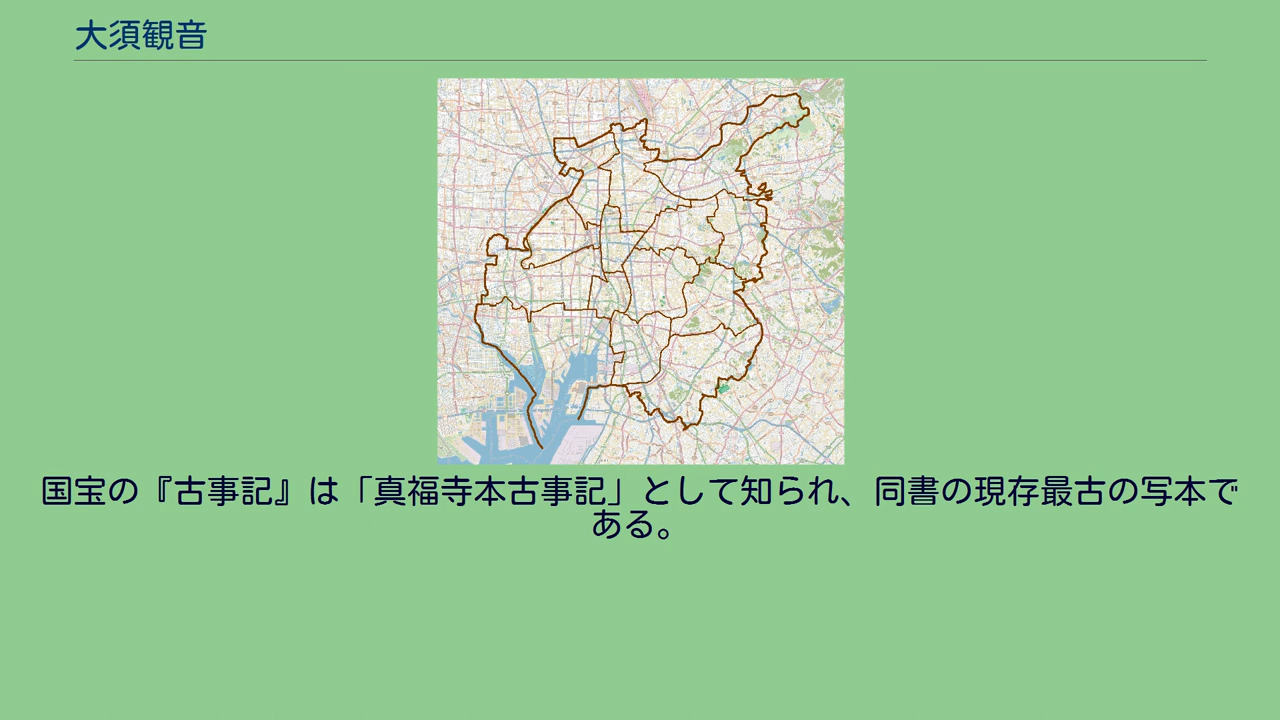 大須観音
国宝の『古事記』は「真福寺本古事記」として知られ、同書の現存最古の写本で
ある。